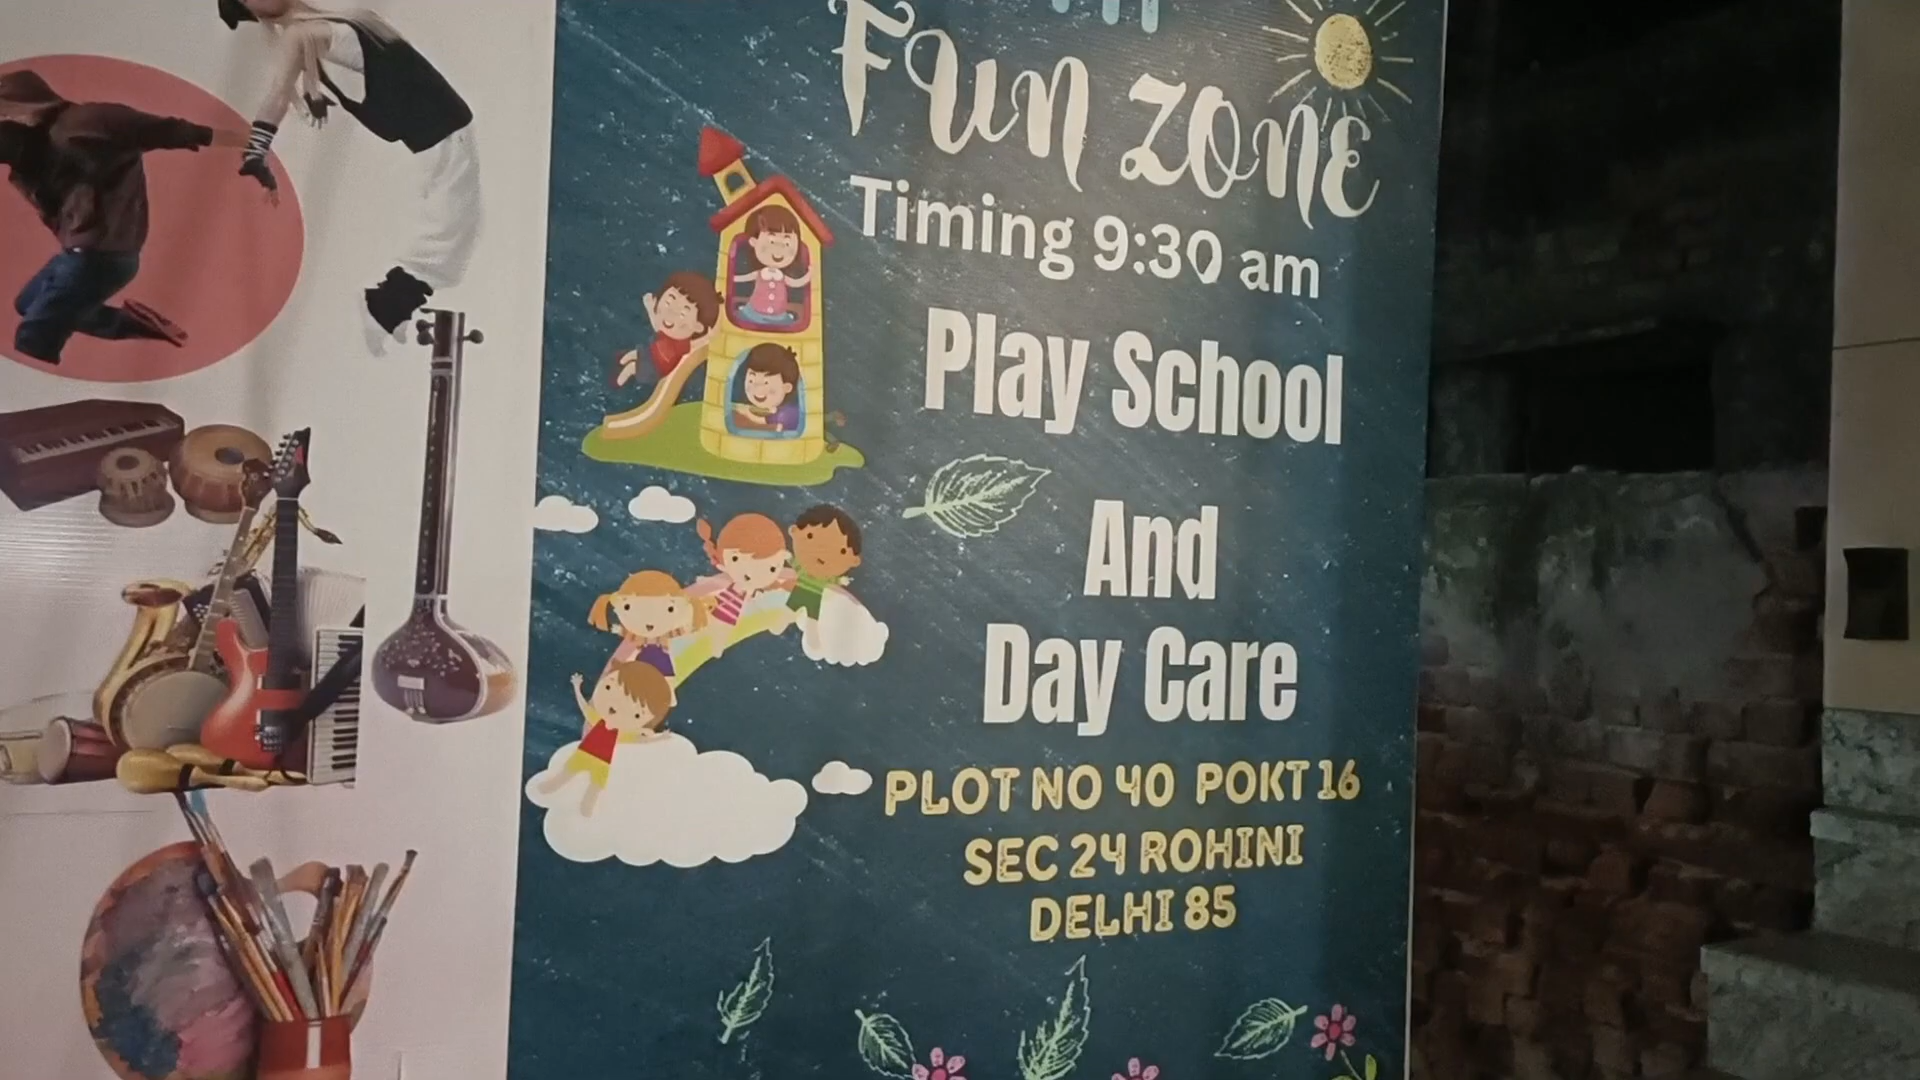 Fun Zone
Timing 9:30 am
Play School
And
Day Care
PLOT NO 40 POKT 16
SEC 24 ROHINI
DELHI 85